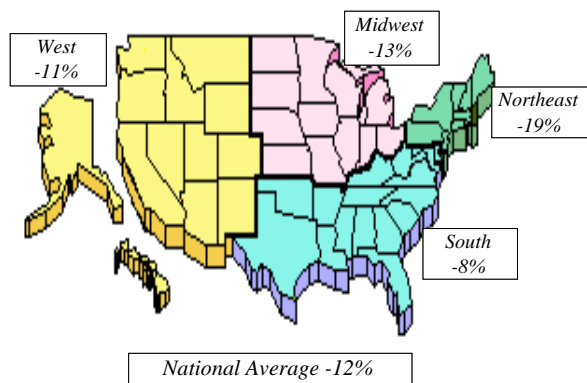 Midwest
-13%
West
-11%
Northeast
-19%
South
-8%
National Average -12%